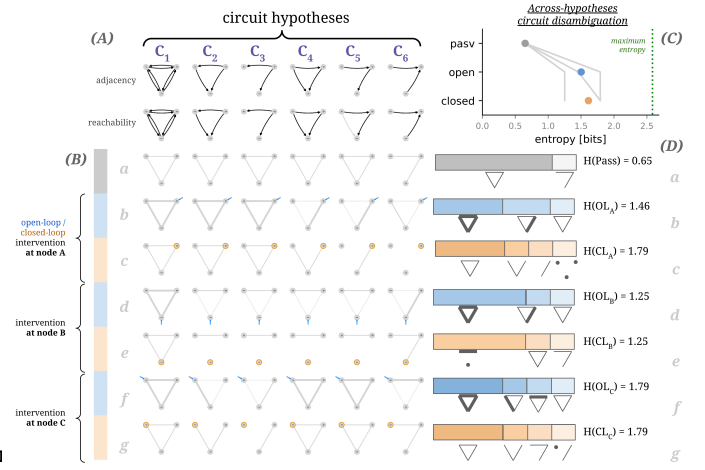 circuit hypotheses
(A)
C1 C2 C3 C4 C5 C6
adjacency
reachability
Across-hypotheses
circuit disambiguation
(C)
pasv
open
closed
maximum
entropy
0.0 0.5 1.0 1.5 2.0 2.5
entropy [bits]
(B)
a
b
c
d
e
f
g
open-loop /
closed-loop
intervention
at node A
intervention
at node B
intervention
at node C
(D)
H(Pass) = 0.65
a
H(OLA) = 1.46
b
H(CLA) = 1.79
c
H(OLB) = 1.25
d
H(CLB) = 1.25
e
H(OLC) = 1.79
f
H(CLC) = 1.79
g